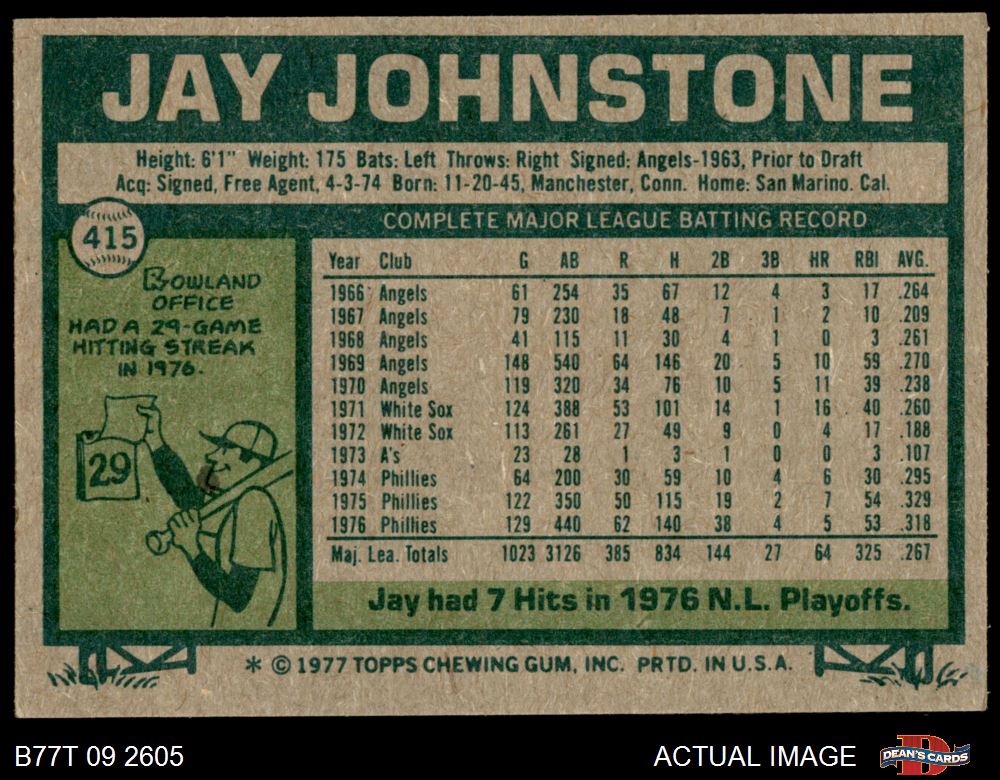 JAY JOHNSTONE
Height: 6'1" Weight: 175 Bats: Left Throws: Right Signed: Angels-1963, Prior to Draft
Acq: Signed, Free Agent, 4-3-74 Born: 11-20-45, Manchester, Conn. Home: San Marino. Cal.
415
COMPLETE MAJOR LEAGUE BATTING RECORD
ROWLAND
OFFICE
HAD A 29-GAME
HITTING STREAK
IN 1976.
29
Year Club G AB R H 2B 3B HR RBI AVG.
1966 Angels 61 254 35 67 12 4 3 17 .264
1967 Angels 79 230 18 48 7 1 2 10 .209
1968 Angels 41 115 11 30 4 1 0 3 .261
1969 Angels 148 540 64 146 20 5 10 59 .270
1970 Angels 119 320 34 76 10 5 11 39 .238
1971 White Sox 124 388 53 101 14 1 16 40 .260
1972 White Sox 113 261 27 49 9 0 4 17 .188
1973 A's 23 28 1 3 1 0 0 3 .107
1974 Phillies 64 200 30 59 10 4 6 30 .295
1975 Phillies 122 350 50 115 19 2 7 54 .329
1976 Phillies 129 440 62 140 38 4 5 53 .318
Maj. Lea. Totals 1023 3126 385 834 144 27 64 325 .267
Jay had 7 Hits in 1976 N.L. Playoffs.
* © 1977 TOPPS CHEWING GUM, INC. PRTD. IN U.S.A.
B77T 09 2605
ACTUAL IMAGE
D
DEAN'S CARDS